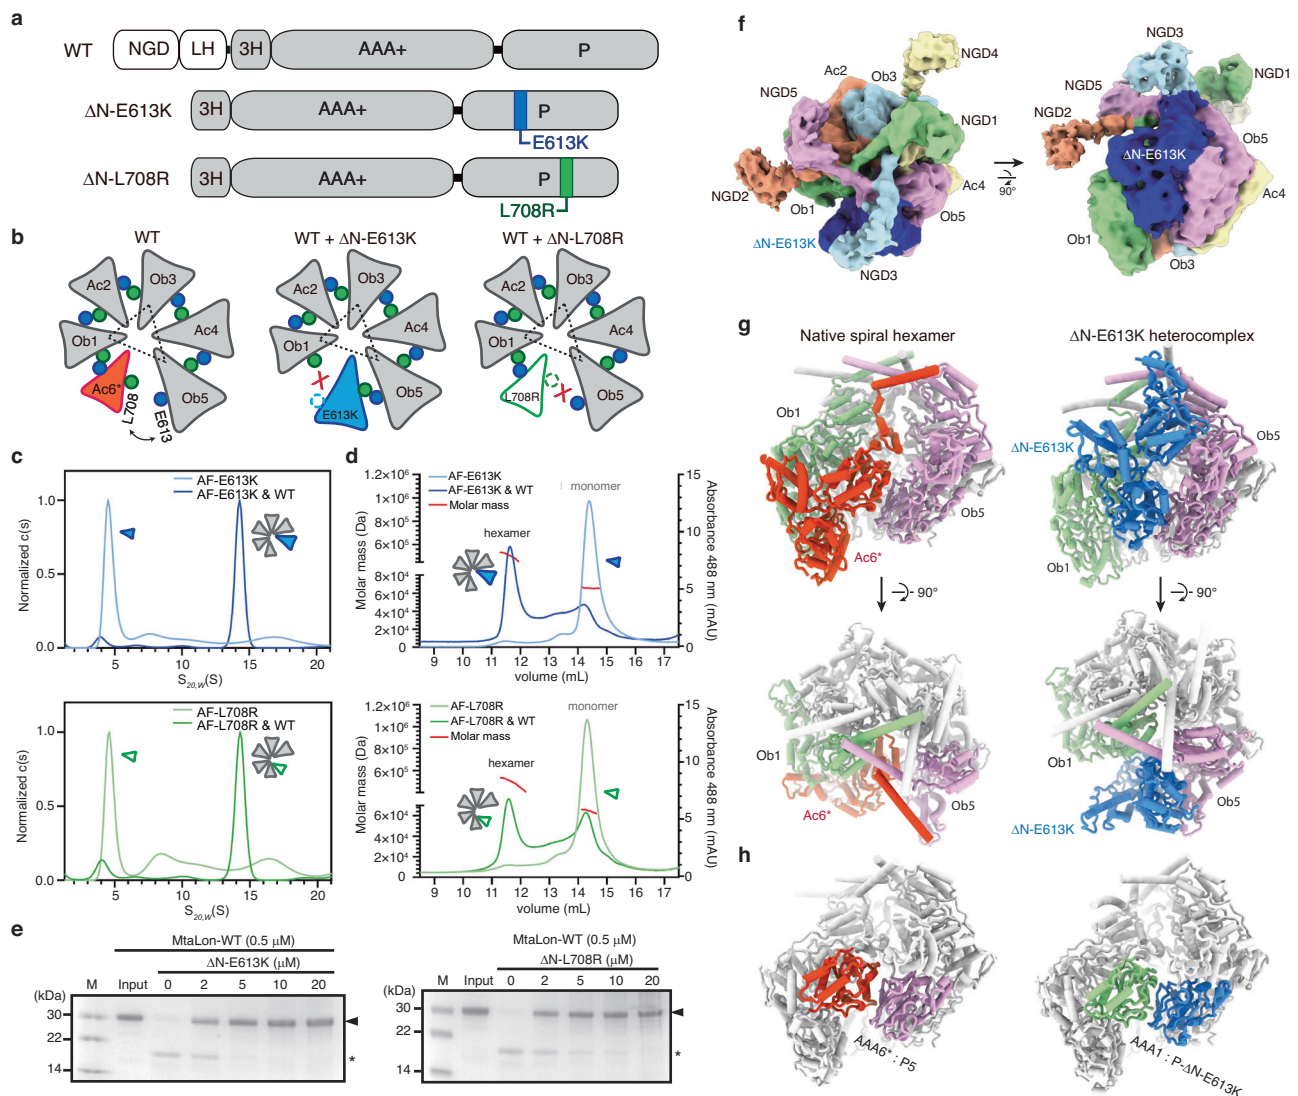 a
WT
NGD
LH
3H
AAA+
P
ΔN-E613K
3H
AAA+
P
E613K
ΔN-L708R
3H
AAA+
P
L708R
b
WT
Ac2
Ob3
Ob1
Ac4
Ac6*
Ob5
L708
E613
WT + ΔN-E613K
Ac2
Ob3
Ob1
Ac4
E613K
Ob5
WT + ΔN-L708R
Ac2
Ob3
Ob1
Ac4
L708R
Ob5
c
AF-E613K
AF-E613K & WT
Normalized c(s)
1.0
0.5
0.0
5 10 15 20
S20,W(S)
AF-L708R
AF-L708R & WT
Normalized c(s)
1.0
0.5
0.0
5 10 15 20
S20,W(S)
d
AF-E613K
AF-E613K & WT
Molar mass
monomer
hexamer
Molar mass (Da)
1.2×10⁶
1×10⁶
8×10⁵
6×10⁵
8×10⁴
6×10⁴
4×10⁴
2×10⁴
0
Absorbance 488 nm (mAU)
15
10
5
0
9 10 11 12 13 14 15 16 17
volume (mL)
AF-L708R
AF-L708R & WT
Molar mass
monomer
hexamer
Molar mass (Da)
1.2×10⁶
1×10⁶
8×10⁵
6×10⁵
6×10⁴
4×10⁴
2×10⁴
0
Absorbance 488 nm (mAU)
15
10
5
0
9 10 11 12 13 14 15 16 17
volume (mL)
e
MtaLon-WT (0.5 μM)
ΔN-E613K (μM)
M Input 0 2 5 10 20
(kDa)
30
22
14
*
MtaLon-WT (0.5 μM)
ΔN-L708R (μM)
M Input 0 2 5 10 20
(kDa)
30
22
14
*
f
NGD4
Ac2
Ob3
NGD5
NGD1
NGD2
Ob1
Ac4
Ob5
ΔN-E613K
NGD3
90°
NGD3
NGD1
NGD5
NGD2
Ob5
ΔN-E613K
Ac4
Ob1
Ob3
g
Native spiral hexamer
Ob1
Ob5
Ac6*
90°
Ob1
Ob5
Ac6*
ΔN-E613K heterocomplex
ΔN-E613K
Ob5
Ob1
90°
Ob1
Ob5
ΔN-E613K
h
AAA6* : P5
AAA1 : P-ΔN-E613K